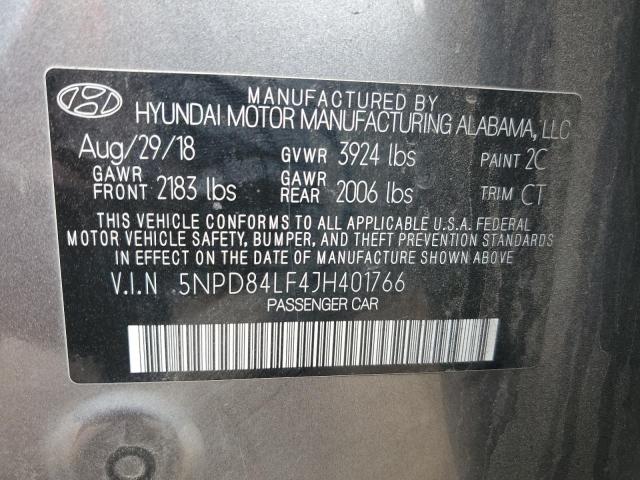 MANUFACTURED BY
HYUNDAI MOTOR MANUFACTURING ALABAMA, LLC
Aug/29/18 GVWR 3924 lbs PAINT 2C
GAWR FRONT 2183 lbs GAWR REAR 2006 lbs TRIM CT
THIS VEHICLE CONFORMS TO ALL APPLICABLE U.S.A. FEDERAL
MOTOR VEHICLE SAFETY, BUMPER, AND THEFT PREVENTION STANDARDS
IN EFFECT ON THE DATE OF MANUFACTURE SHOWN ABOVE.
V.I.N 5NPD84LF4JH401766
PASSENGER CAR